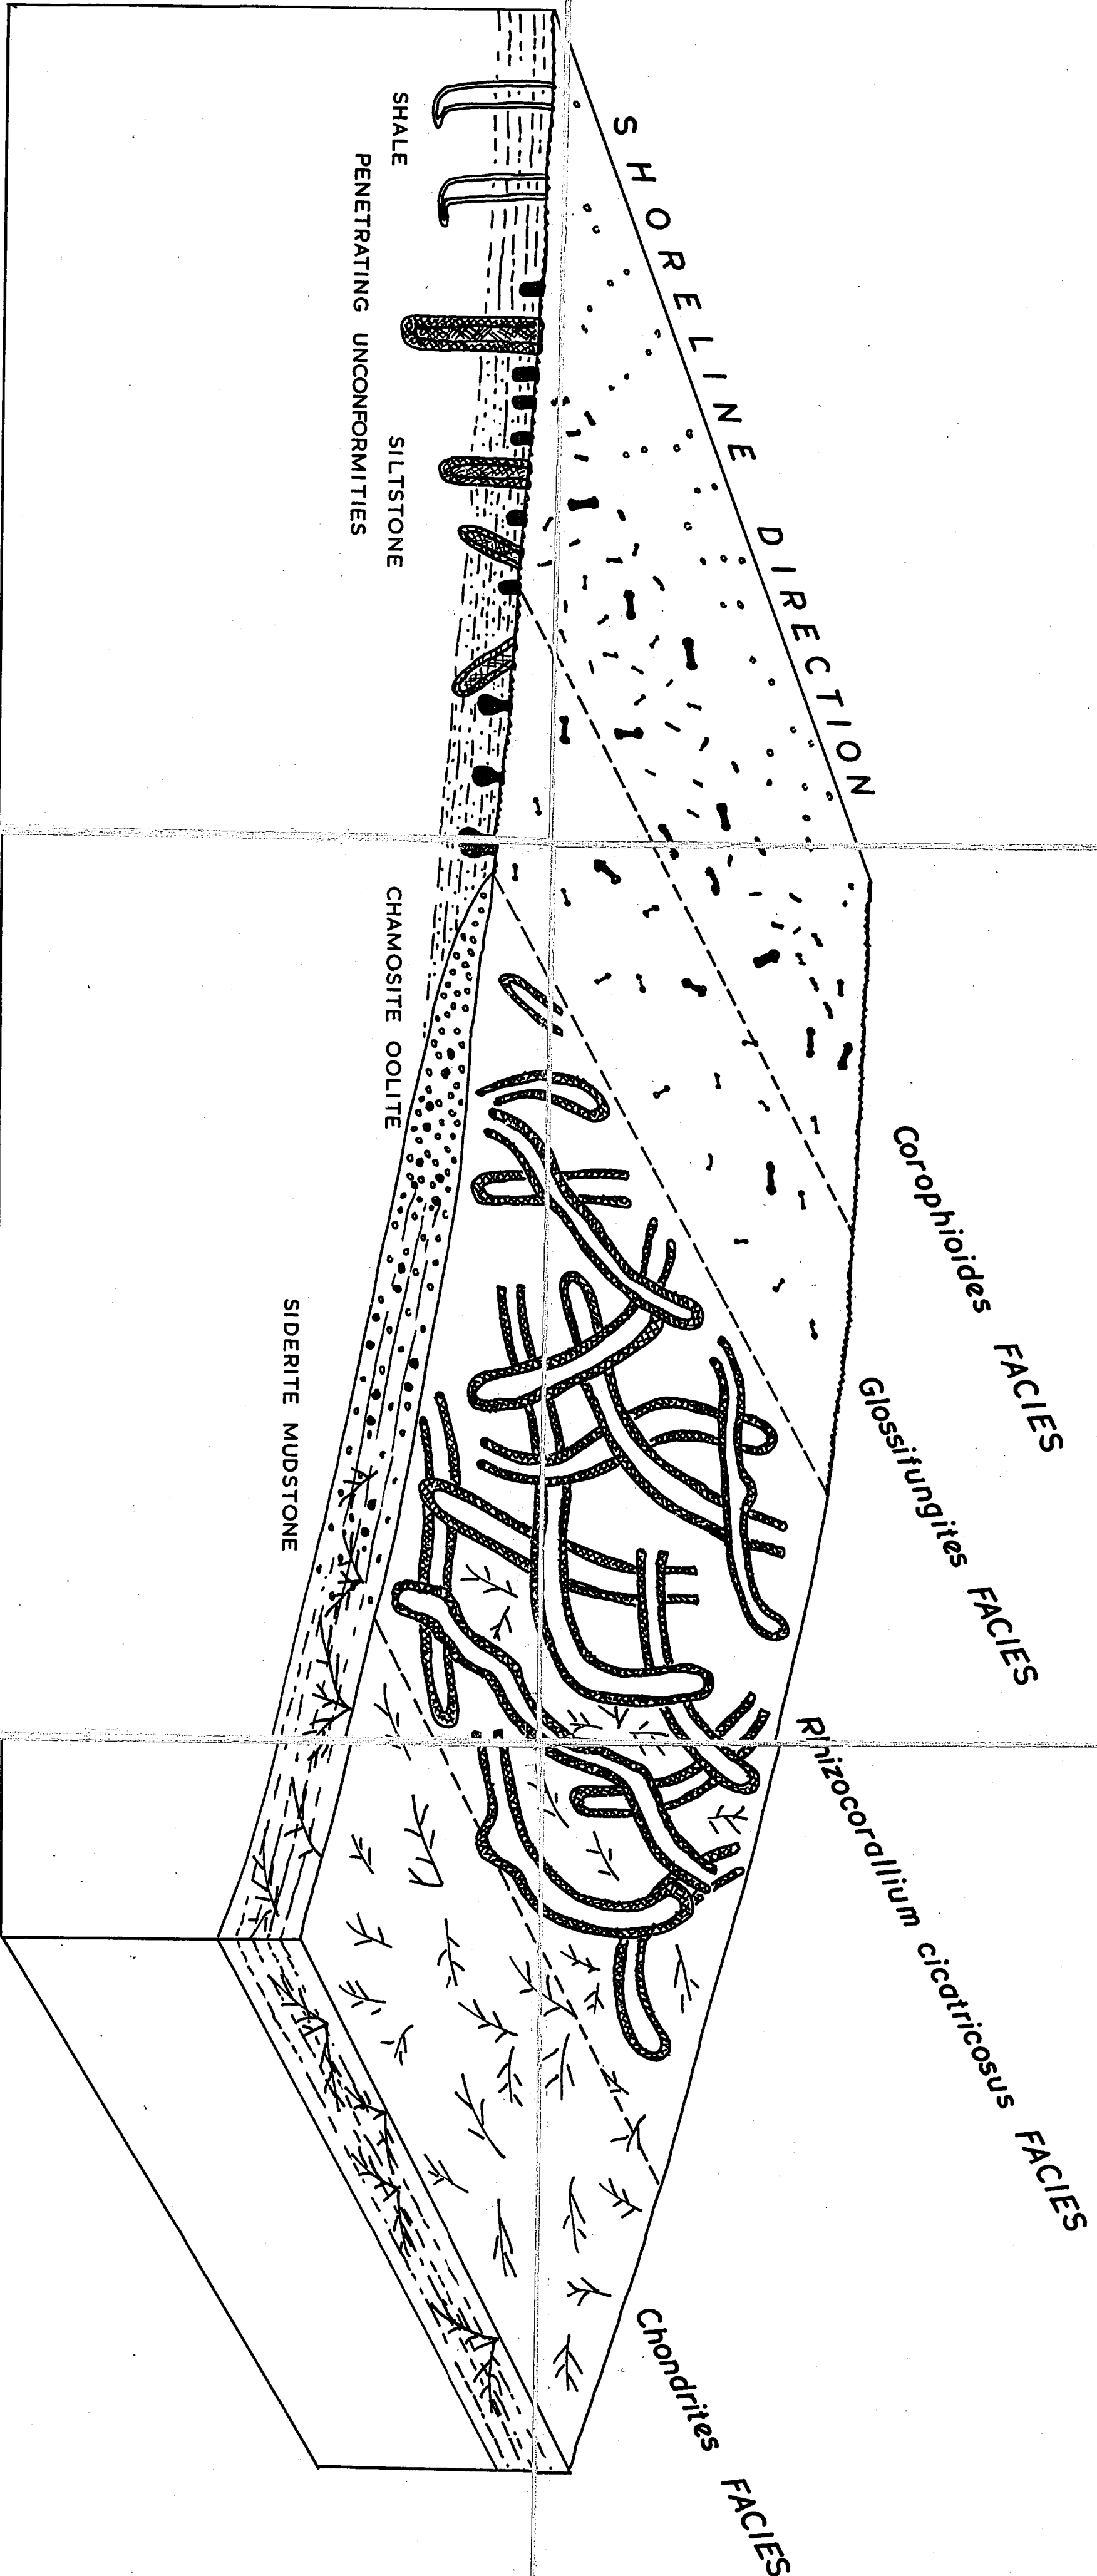 SHORELINE DIRECTION
Corophioides FACIES
Glossifungites FACIES
Rhizocorallium cicatricosus FACIES
Chondrites FACIES
SHALE
SILTSTONE
PENETRATING UNCONFORMITIES
CHAMOSITE OOLITE
SIDERITE MUDSTONE